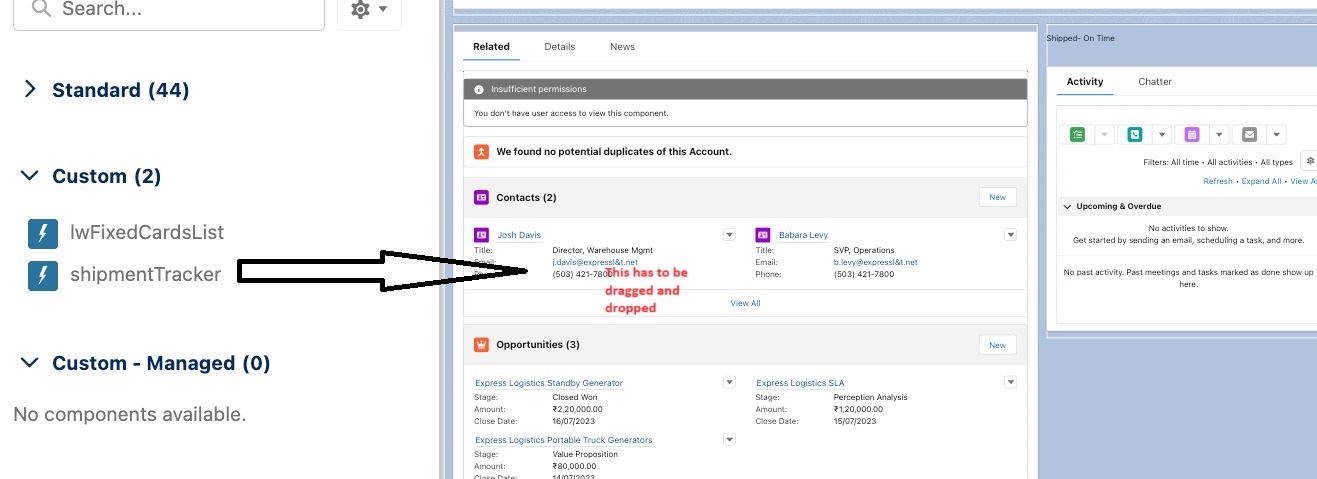 Search...
Standard (44)
Custom (2)
lwFixedCardsList
shipmentTracker
Custom - Managed (0)
No components available.
Related Details News
Insufficient permissions
You don't have user access to view this component.
We found no potential duplicates of this Account.
Contacts (2) New
Josh Davis
Title: Director, Warehouse Mgmt
Email: j.davis@expressl&t.net
(503) 421-7800
Babara Levy
Title: SVP, Operations
Email: b.levy@expressl&t.net
Phone: (503) 421-7800
This has to be
dragged and
dropped
View All
Opportunities (3) New
Express Logistics Standby Generator
Stage: Closed Won
Amount: ₹2,20,000.00
Close Date: 16/07/2023
Express Logistics SLA
Stage: Perception Analysis
Amount: ₹1,20,000.00
Close Date: 15/07/2023
Express Logistics Portable Truck Generators
Stage: Value Proposition
Amount: ₹80,000.00
Close Date: 14/07/2023
Shipped- On Time
Activity Chatter
Filters: All time • All activities • All types
Refresh • Expand All • View
Upcoming & Overdue
No activities to show.
Get started by sending an email, scheduling a task, and more.
No past activity. Past meetings and tasks marked as done show up
here.